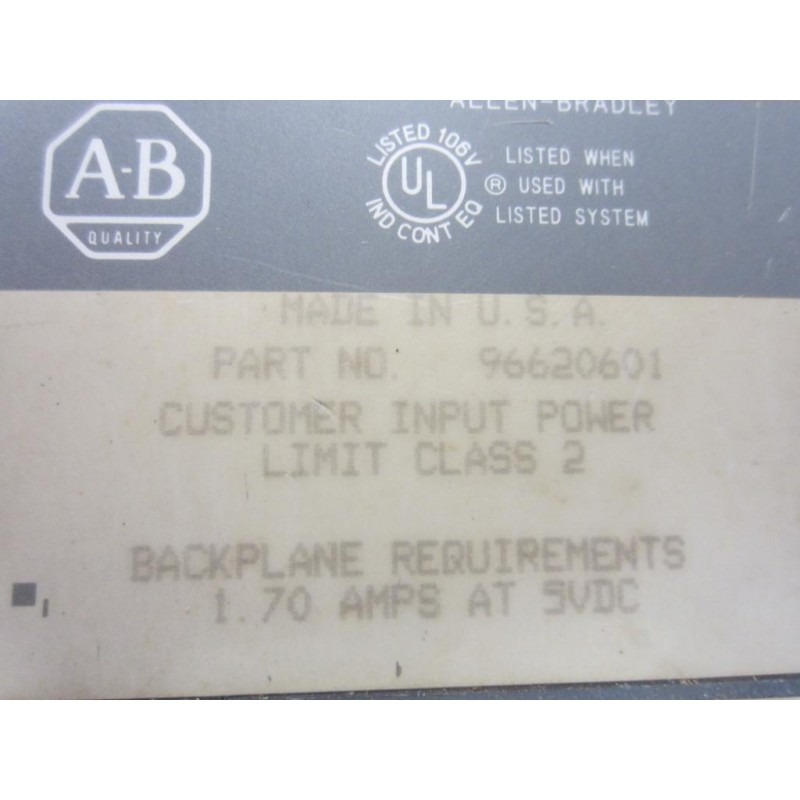 ALLEN-BRADLEY
A-B
QUALITY
LISTED 106V
UL
IND CONT EQ
®
LISTED WHEN
USED WITH
LISTED SYSTEM
MADE IN U.S.A.
PART NO. 96620601
CUSTOMER INPUT POWER
LIMIT CLASS 2
BACKPLANE REQUIREMENTS
1.70 AMPS AT 5VDC